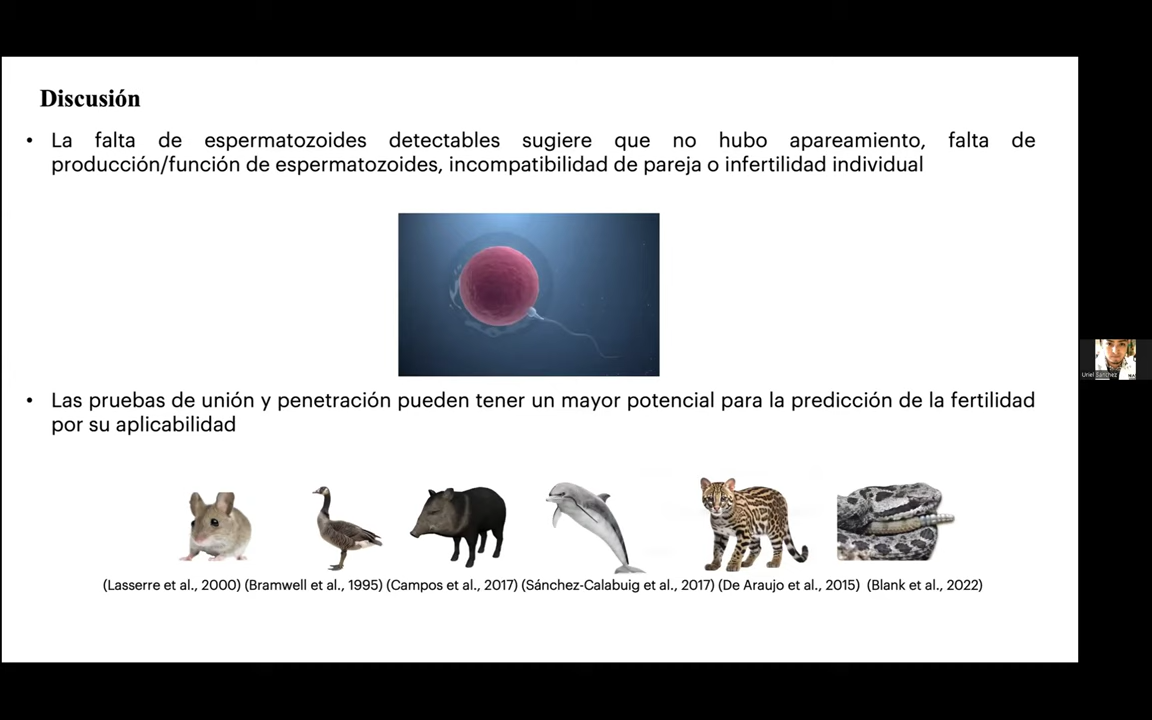 Discusión
• La falta de espermatozoides detectables sugiere que no hubo apareamiento, falta de
producción/función de espermatozoides, incompatibilidad de pareja o infertilidad individual
• Las pruebas de unión y penetración pueden tener un mayor potencial para la predicción de la fertilidad
por su aplicabilidad
(Lasserre et al., 2000) (Bramwell et al., 1995) (Campos et al., 2017) (Sánchez-Calabuig et al., 2017) (De Araujo et al., 2015) (Blank et al., 2022)
Uriel Sánchez